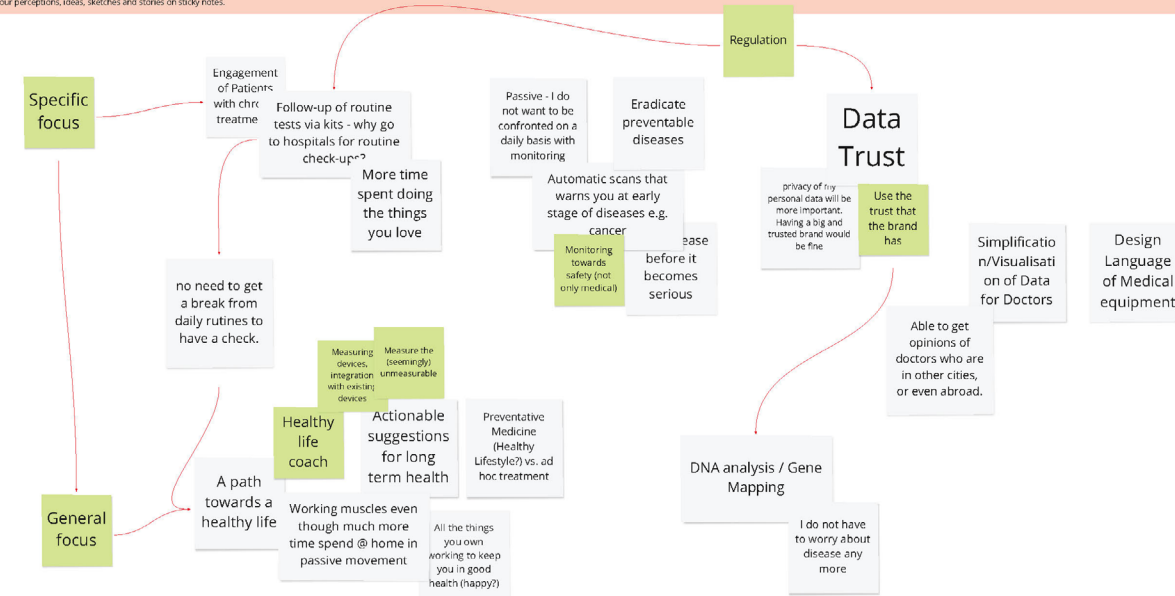 our perceptions, ideas, sketches and stories on sticky notes.
Regulation
Specific
focus
Engagement
of Patients
with chro
treatme
Follow-up of routine
tests via kits - why go
to hospitals for routine
check-ups?
More time
spent doing
the things
you love
Passive - I do
not want to be
confronted on a
daily basis with
monitoring
Eradicate
preventable
diseases
Automatic scans that
warns you at early
stage of diseases e.g.
cancer
Monitoring
towards
safety (not
only medical)
ease
before it
becomes
serious
Data
Trust
privacy of my
personal data will be
more important.
Having a big and
trusted brand would
be fine
Use the
trust that
the brand
has
Simplificatio
n/Visualisati
on of Data
for Doctors
Design
Language
of Medical
equipment
Able to get
opinions of
doctors who are
in other cities,
or even abroad.
no need to get
a break from
daily rutines to
have a check.
Measuring
devices,
integration
with existing
devices
Measure the
(seemingly)
unmeasurable
Healthy
life
coach
Actionable
suggestions
for long
term health
Preventative
Medicine
(Healthy
Lifestyle?) vs. ad
hoc treatment
A path
towards a
healthy life
Working muscles even
though much more
time spend @ home in
passive movement
All the things
you own
working to keep
you in good
health (happy?)
General
focus
DNA analysis / Gene
Mapping
I do not have
to worry about
disease any
more